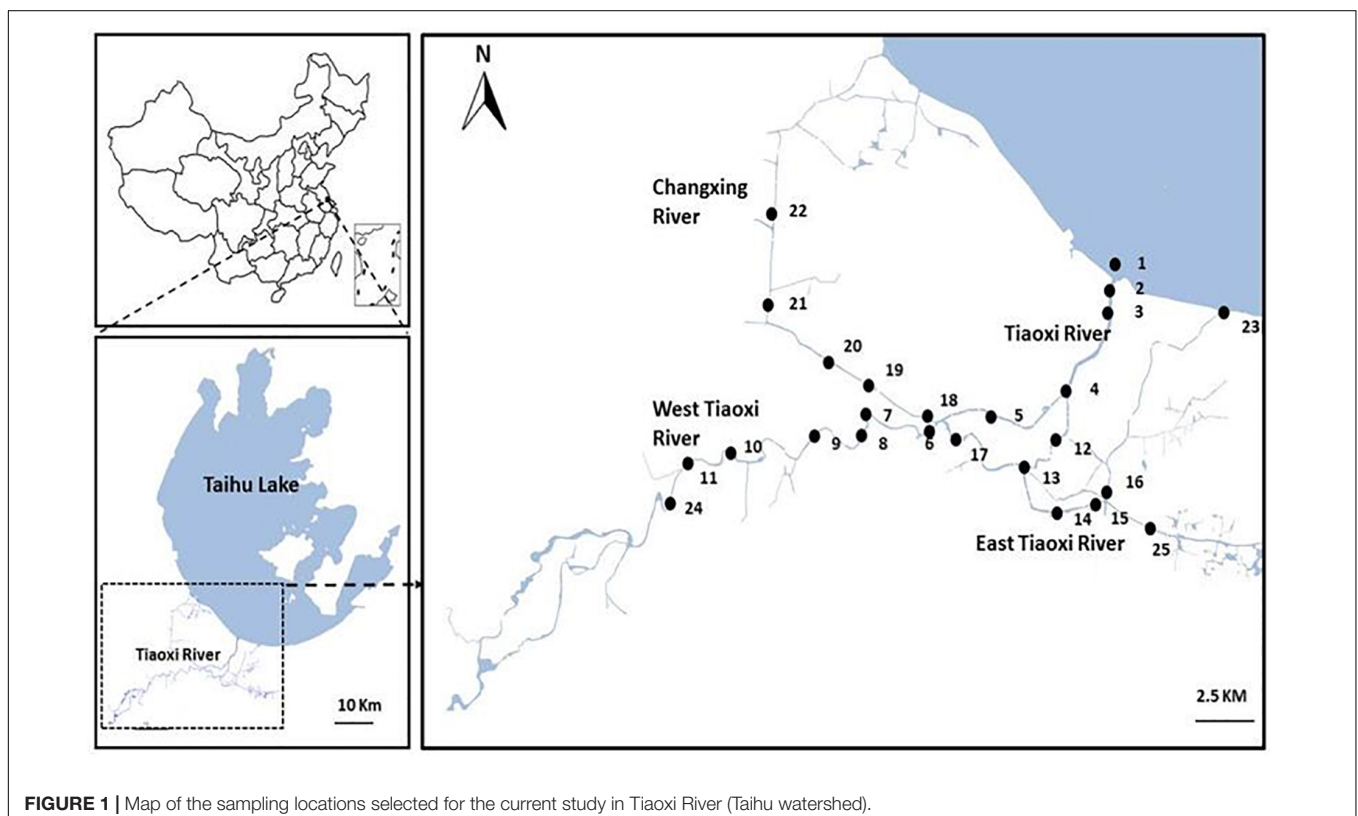 N
Changxing
River
22
1
2
3
23
21
Tiaoxi River
20
19
4
18
5
West Tiaoxi
River
7
6
12
10
9
8
17
11
13
16
24
14
15
East Tiaoxi River
25
2.5 KM
Taihu Lake
Tiaoxi River
10 Km
FIGURE 1 | Map of the sampling locations selected for the current study in Tiaoxi River (Taihu watershed).